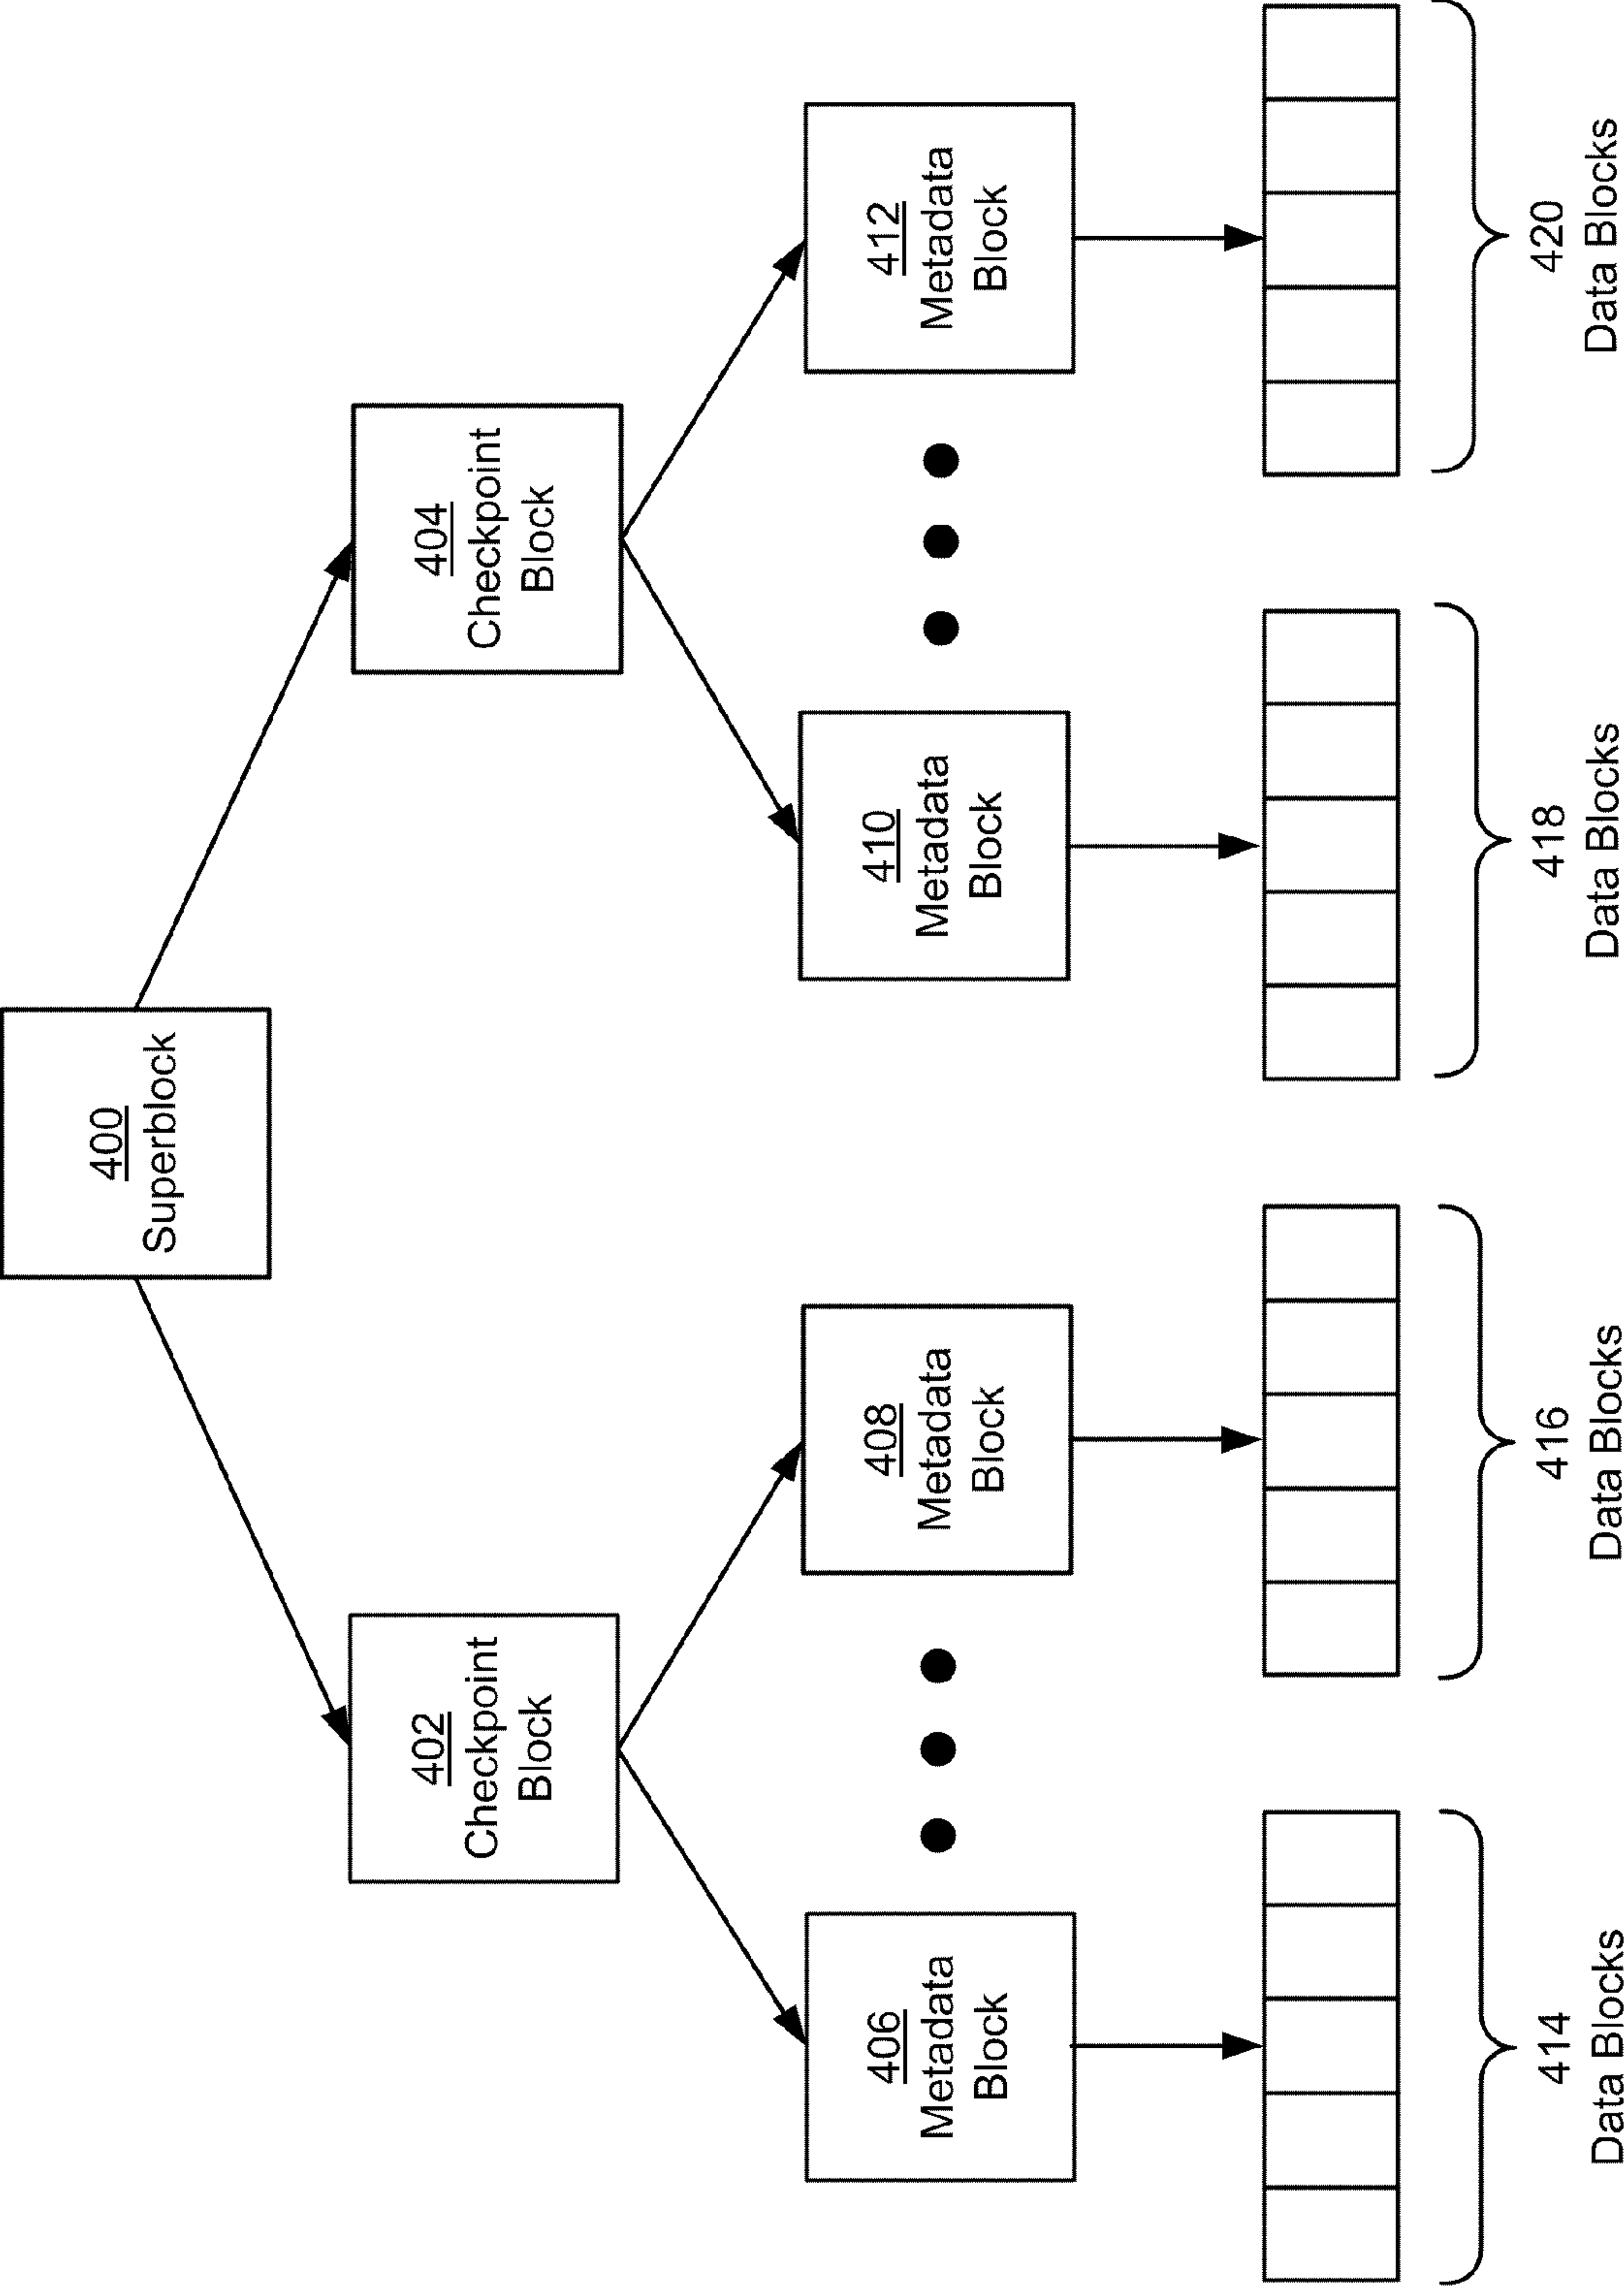 400
Superblock
402
Checkpoint
Block
404
Checkpoint
Block
406
Metadata
Block
408
Metadata
Block
410
Metadata
Block
412
Metadata
Block
414
Data Blocks
416
Data Blocks
418
Data Blocks
420
Data Blocks